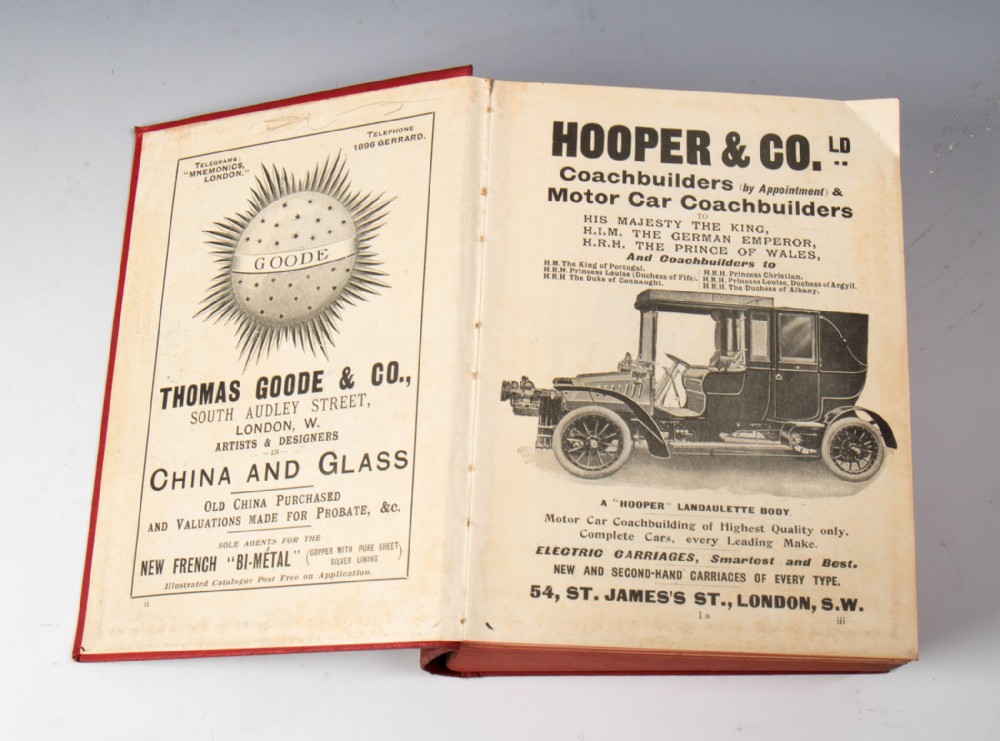 TELEGRAMS:
"MNEMONICS,
LONDON."
TELEPHONE
1896 GERRARD.
GOODE
THOMAS GOODE & CO.,
SOUTH AUDLEY STREET,
LONDON, W.
ARTISTS & DESIGNERS
—IN—
CHINA AND GLASS
OLD CHINA PURCHASED
AND VALUATIONS MADE FOR PROBATE, &c.
SOLE AGENTS FOR THE
NEW FRENCH "BI-MÉTAL" (COPPER WITH PURE SHEET
SILVER LINING)
Illustrated Catalogue Post Free on Application.
ii
HOOPER & CO. LD
Coachbuilders (by Appointment) &
Motor Car Coachbuilders
TO
HIS MAJESTY THE KING,
H.I.M. THE GERMAN EMPEROR,
H.R.H. THE PRINCE OF WALES,
And Coachbuilders to
H.M. The King of Portugal.
H.R.H. Princess Louise (Duchess of Fife).
H.R.H The Duke of Connaught.
H.R.H. Princess Christian.
H.R.H. Princess Louise, Duchess of Argyll.
H.R.H. The Duchess of Albany.
A "HOOPER" LANDAULETTE BODY.
Motor Car Coachbuilding of Highest Quality only.
Complete Cars, every Leading Make.
ELECTRIC CARRIAGES, Smartest and Best.
NEW AND SECOND-HAND CARRIAGES OF EVERY TYPE.
54, ST. JAMES'S ST., LONDON, S.W.
1a
iii